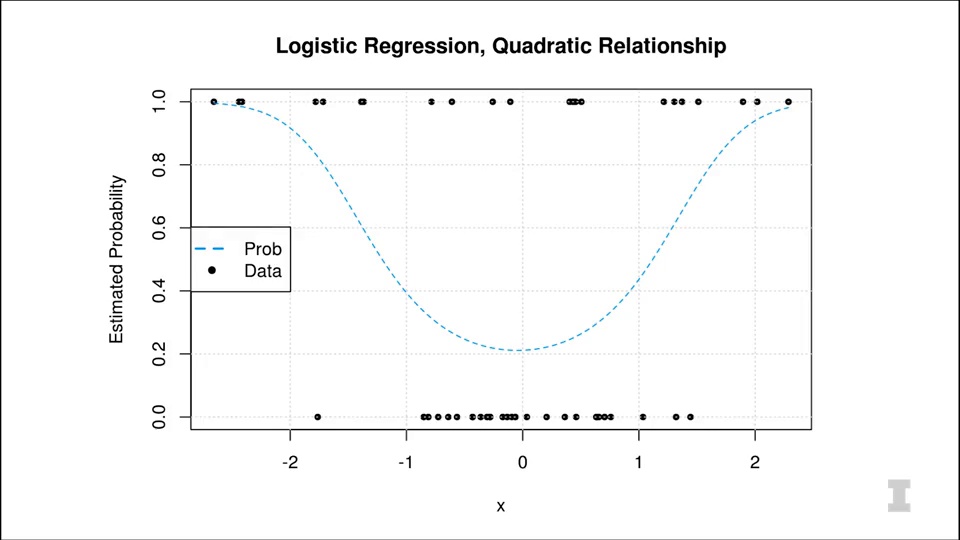 Logistic Regression, Quadratic Relationship
Estimated Probability
1.0
0.8
0.6
0.4
0.2
0.0
Prob
Data
-2 -1 0 1 2
x
I